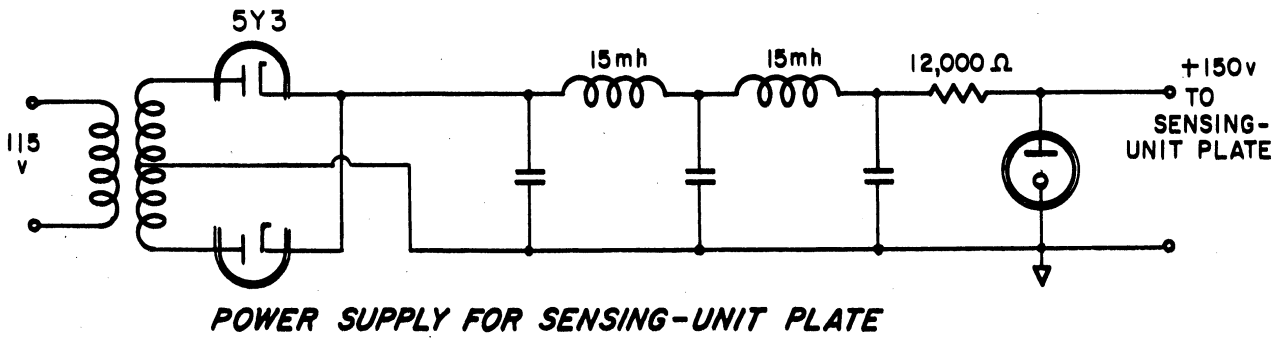 5Y3
15mh
15mh
12,000 Ω
+150v
TO
SENSING-
UNIT PLATE
115
v
POWER SUPPLY FOR SENSING-UNIT PLATE